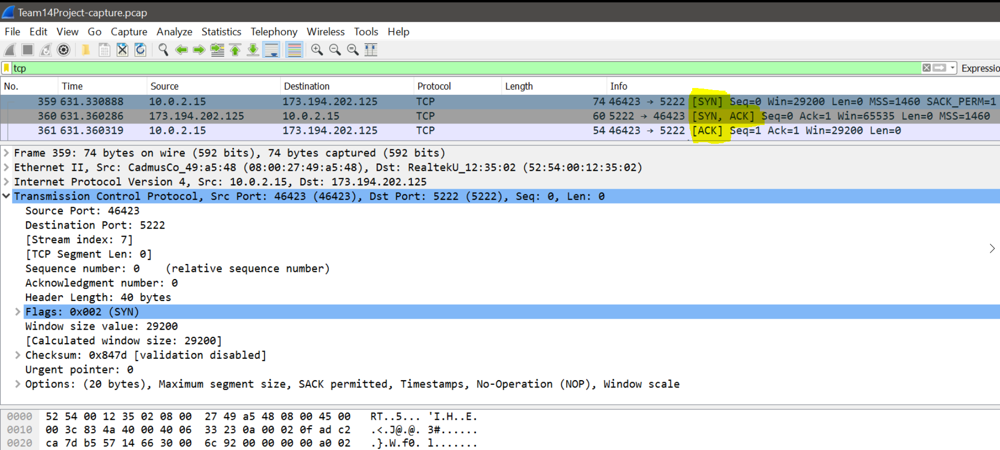 Team14Project-capture.pcap
File Edit View Go Capture Analyze Statistics Telephony Wireless Tools Help
tcp Expressio
No. Time Source Destination Protocol Length Info
359 631.330888 10.0.2.15 173.194.202.125 TCP 74 46423 → 5222 [SYN] Seq=0 Win=29200 Len=0 MSS=1460 SACK_PERM=1
360 631.360286 173.194.202.125 10.0.2.15 TCP 60 5222 → 46423 [SYN, ACK] Seq=0 Ack=1 Win=65535 Len=0 MSS=1460
361 631.360319 10.0.2.15 173.194.202.125 TCP 54 46423 → 5222 [ACK] Seq=1 Ack=1 Win=29200 Len=0
Frame 359: 74 bytes on wire (592 bits), 74 bytes captured (592 bits)
Ethernet II, Src: CadmusCo_49:a5:48 (08:00:27:49:a5:48), Dst: RealtekU_12:35:02 (52:54:00:12:35:02)
Internet Protocol Version 4, Src: 10.0.2.15, Dst: 173.194.202.125
Transmission Control Protocol, Src Port: 46423 (46423), Dst Port: 5222 (5222), Seq: 0, Len: 0
Source Port: 46423
Destination Port: 5222
[Stream index: 7]
[TCP Segment Len: 0]
Sequence number: 0 (relative sequence number)
Acknowledgment number: 0
Header Length: 40 bytes
Flags: 0x002 (SYN)
Window size value: 29200
[Calculated window size: 29200]
Checksum: 0x847d [validation disabled]
Urgent pointer: 0
Options: (20 bytes), Maximum segment size, SACK permitted, Timestamps, No-Operation (NOP), Window scale
0000 52 54 00 12 35 02 08 00 27 49 a5 48 08 00 45 00 RT..5... 'I.H..E.
0010 00 3c 83 4a 40 00 40 06 33 23 0a 00 02 0f ad c2 .<.J@.@. 3#......
0020 ca 7d b5 57 14 66 30 00 6c 92 00 00 00 00 a0 02 .}.W.f0. l.......